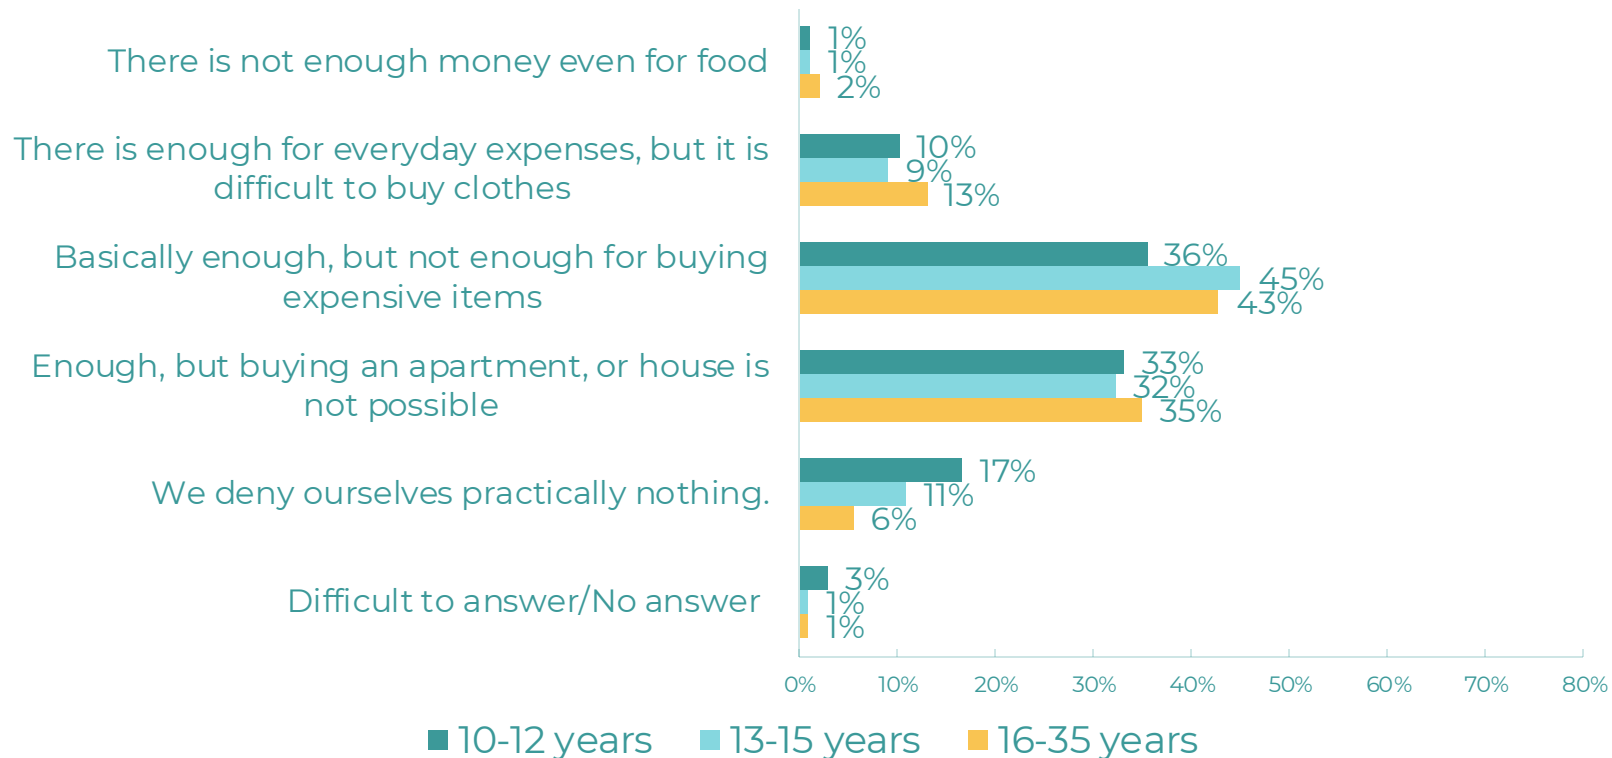 There is not enough money even for food
1%
1%
2%
There is enough for everyday expenses, but it is
difficult to buy clothes
10%
9%
13%
Basically enough, but not enough for buying
expensive items
36%
45%
43%
Enough, but buying an apartment, or house is
not possible
33%
32%
35%
We deny ourselves practically nothing.
17%
11%
6%
Difficult to answer/No answer
3%
1%
1%
0% 10% 20% 30% 40% 50% 60% 70% 80%
10-12 years 13-15 years 16-35 years